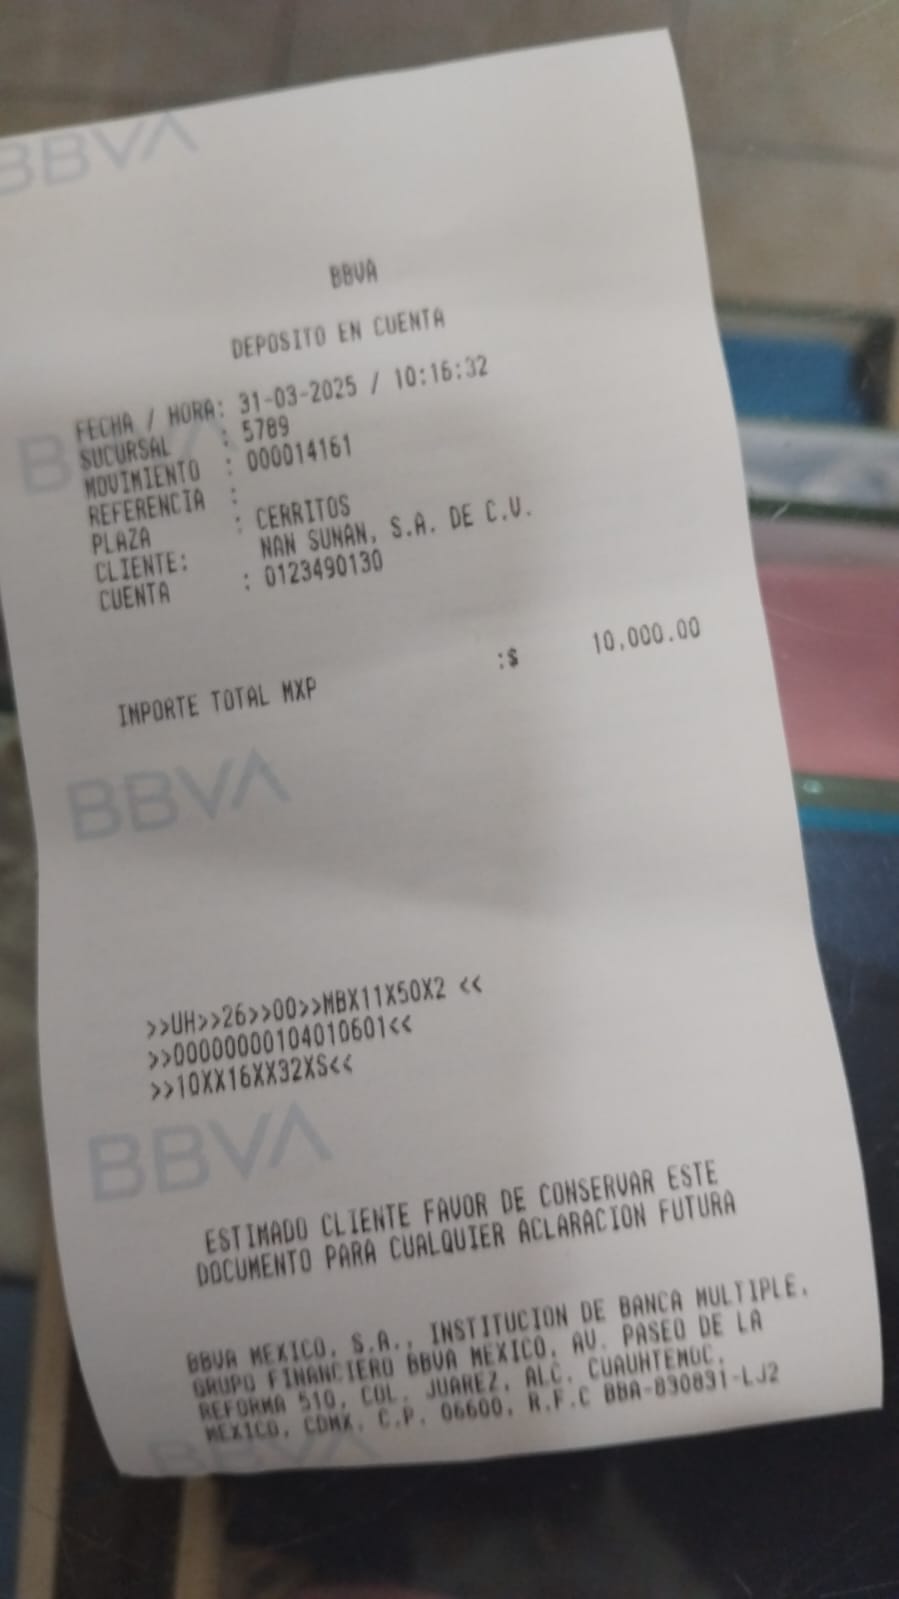 BBVA
BBVA
DEPOSITO EN CUENTA
FECHA / HORA: 31-03-2025 / 10:16:32
SUCURSAL : 5789
MOVIMIENTO : 000014161
REFERENCIA :
PLAZA : CERRITOS
CLIENTE: NAN SUNAN, S.A. DE C.V.
CUENTA : 0123490130
IMPORTE TOTAL MXP :$ 10,000.00
BBVA
>>UH>>26>>00>>MBX11X50X2 <<
>>00000000104010601<<
>>10XX16XX32XS<<
BBVA
ESTIMADO CLIENTE FAVOR DE CONSERVAR ESTE
DOCUMENTO PARA CUALQUIER ACLARACION FUTURA
BBVA MEXICO, S.A., INSTITUCION DE BANCA MULTIPLE,
GRUPO FINANCIERO BBVA MEXICO, AV. PASEO DE LA
REFORMA 510, COL. JUAREZ, ALC. CUAUHTEMOC,
MEXICO, CDMX, C.P. 06600, R.F.C BBA-830831-LJ2
BBVA